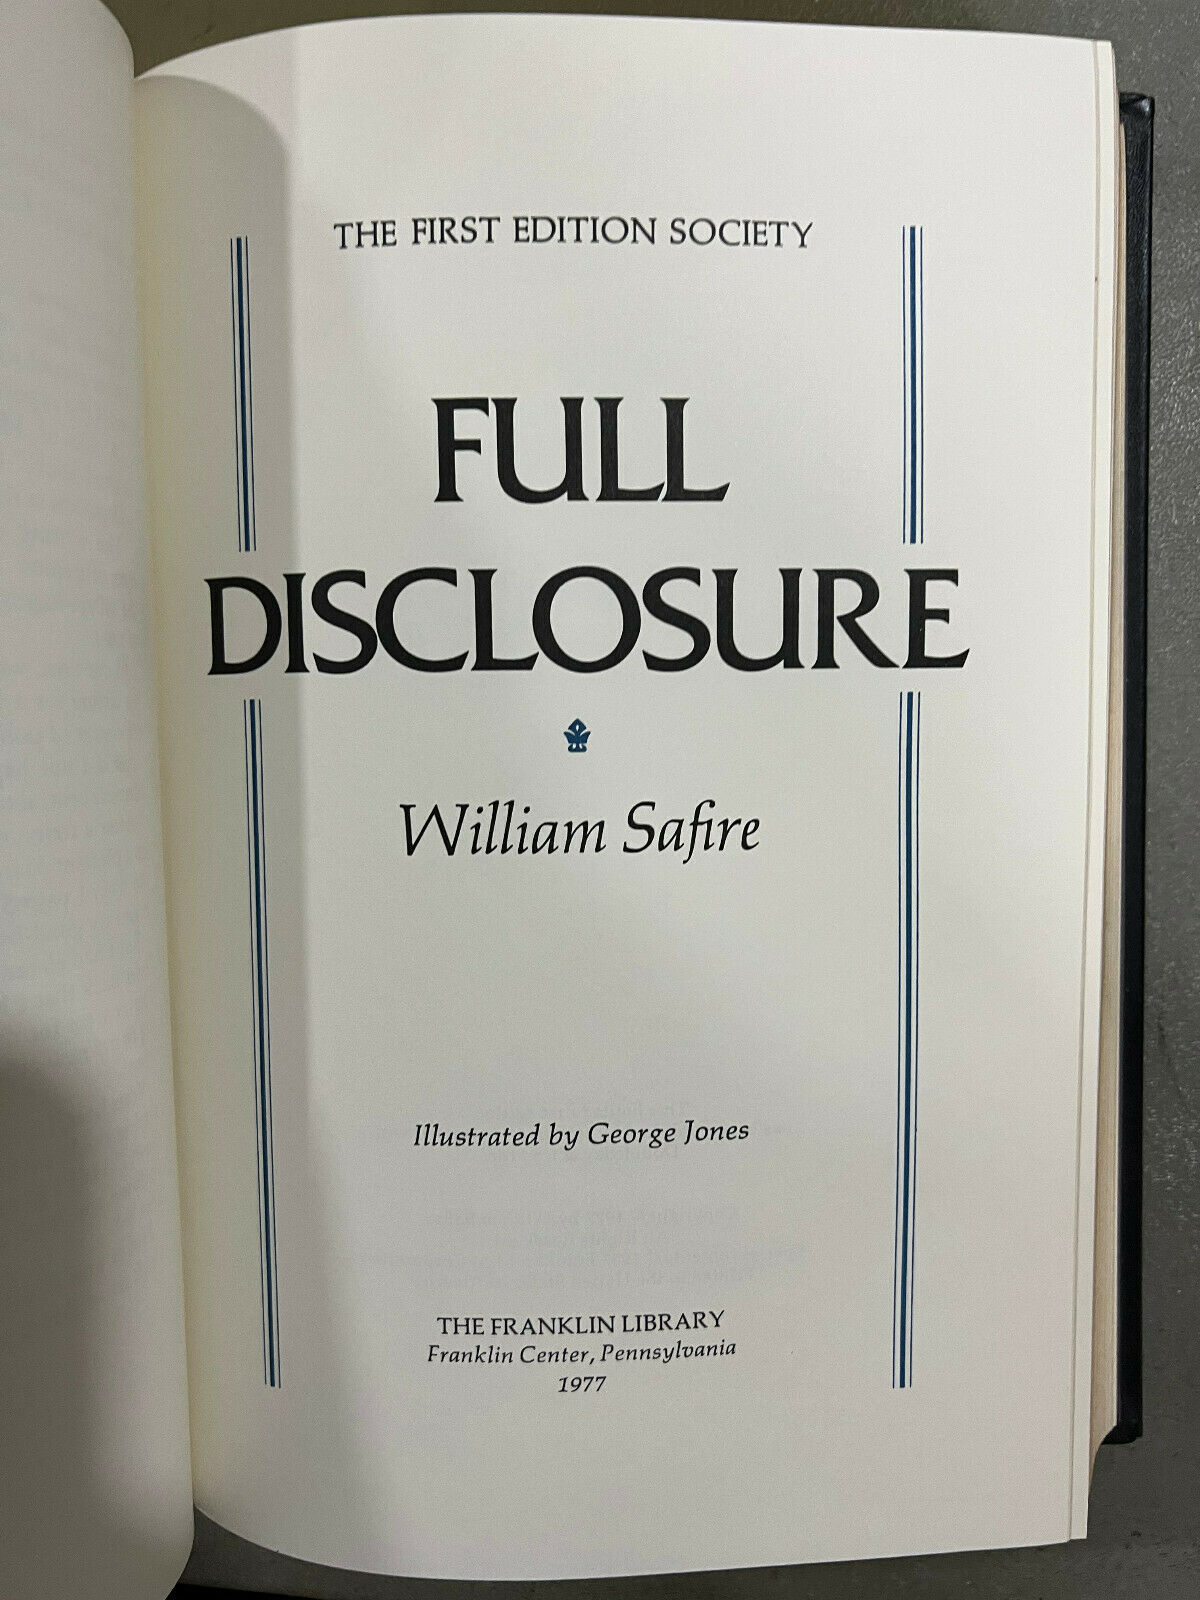 THE FIRST EDITION SOCIETY
FULL
DISCLOSURE
William Safire
Illustrated by George Jones
THE FRANKLIN LIBRARY
Franklin Center, Pennsylvania
1977